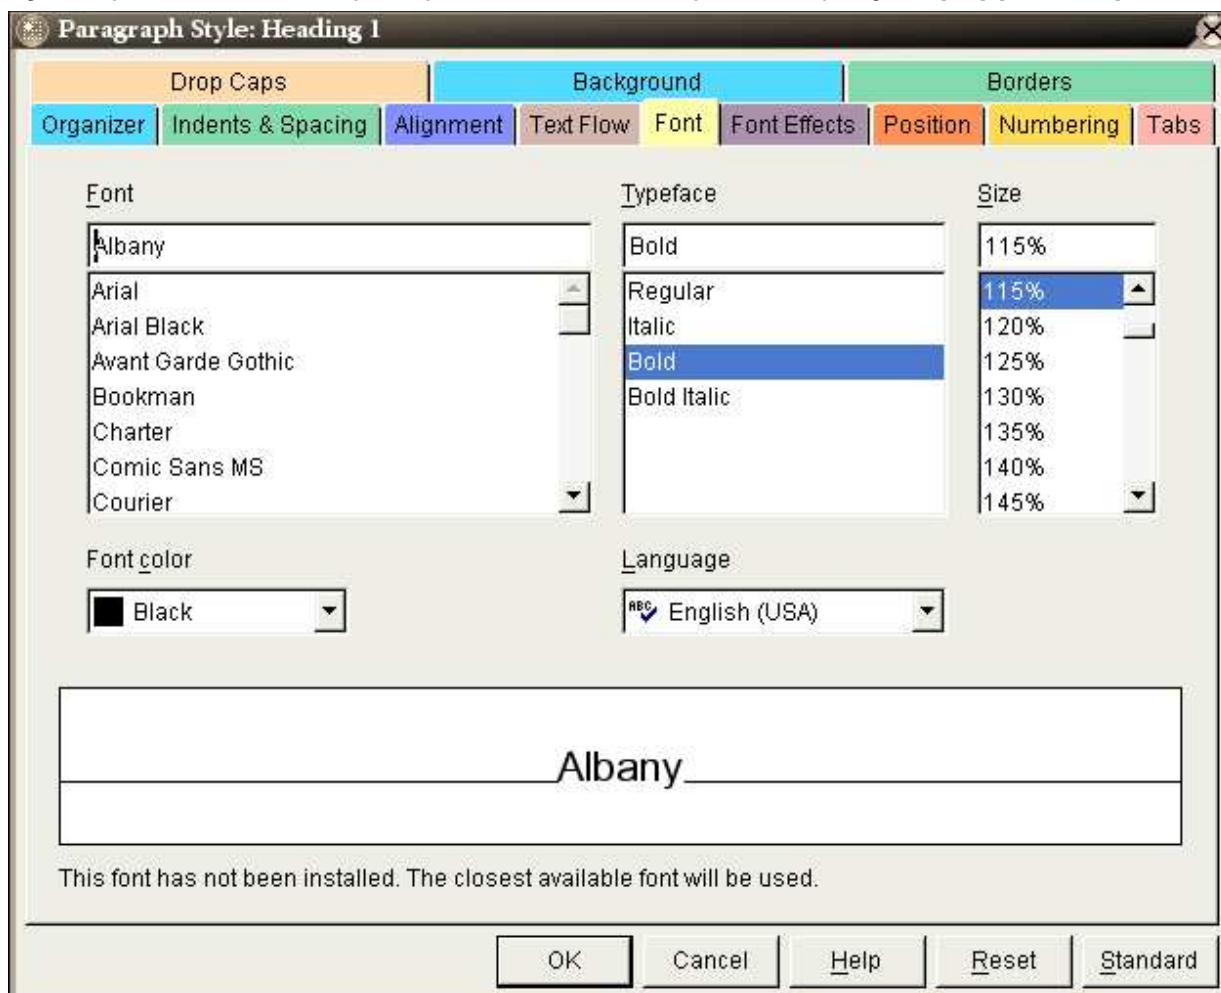 Paragraph Style: Heading 1
Drop Caps Background Borders
Organizer Indents & Spacing Alignment Text Flow Font Font Effects Position Numbering Tabs
Font Typeface Size
Albany Bold 115%
Arial Regular 115%
Arial Black Italic 120%
Avant Garde Gothic Bold 125%
Bookman Bold Italic 130%
Charter 135%
Comic Sans MS 140%
Courier 145%
Font color Language
Black ABC English (USA)
Albany
This font has not been installed. The closest available font will be used.
OK Cancel Help Reset Standard